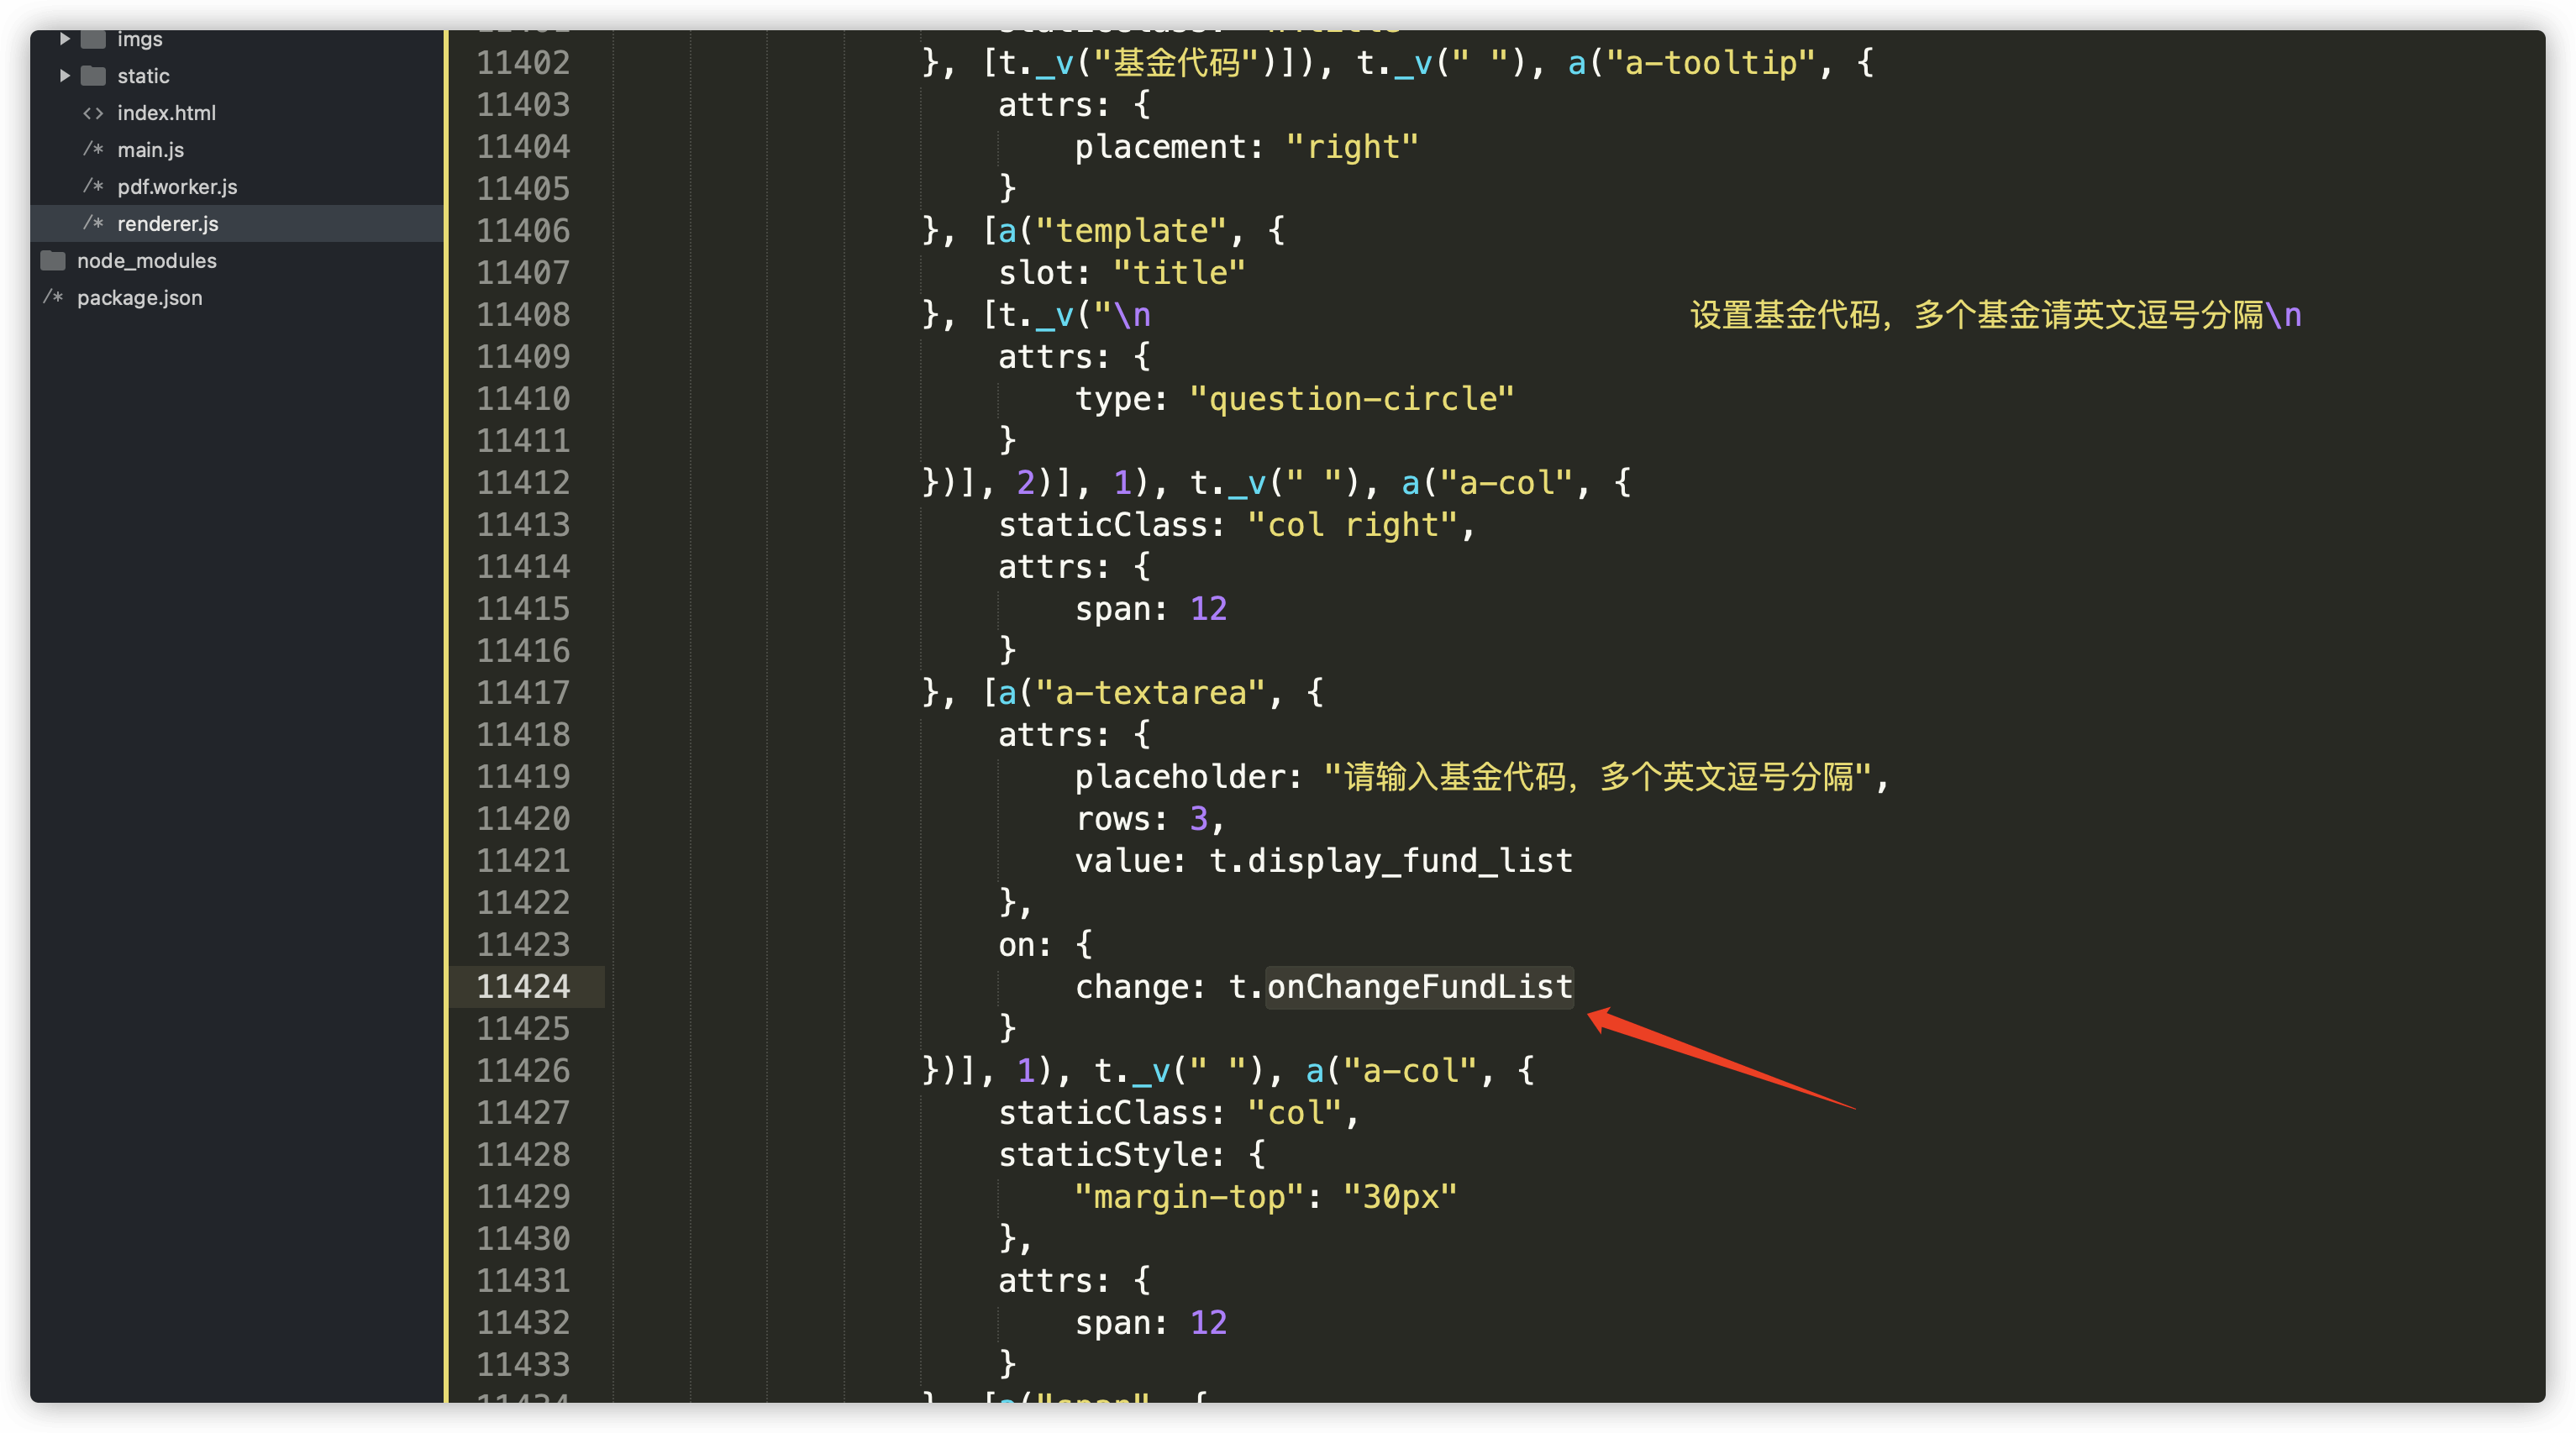 imgs
static
<> index.html
/* main.js
/* pdf.worker.js
/* renderer.js
node_modules
/* package.json
11402 }, [t._v("基金代码")]), t._v(" "), a("a-tooltip", {
11403 attrs: {
11404 placement: "right"
11405 }
11406 }, [a("template", {
11407 slot: "title"
11408 }, [t._v("\n 设置基金代码，多个基金请英文逗号分隔\n
11409 attrs: {
11410 type: "question-circle"
11411 }
11412 })], 2)], 1), t._v(" "), a("a-col", {
11413 staticClass: "col right",
11414 attrs: {
11415 span: 12
11416 }
11417 }, [a("a-textarea", {
11418 attrs: {
11419 placeholder: "请输入基金代码，多个英文逗号分隔",
11420 rows: 3,
11421 value: t.display_fund_list
11422 },
11423 on: {
11424 change: t.onChangeFundList
11425 }
11426 })], 1), t._v(" "), a("a-col", {
11427 staticClass: "col",
11428 staticStyle: {
11429 "margin-top": "30px"
11430 },
11431 attrs: {
11432 span: 12
11433 }